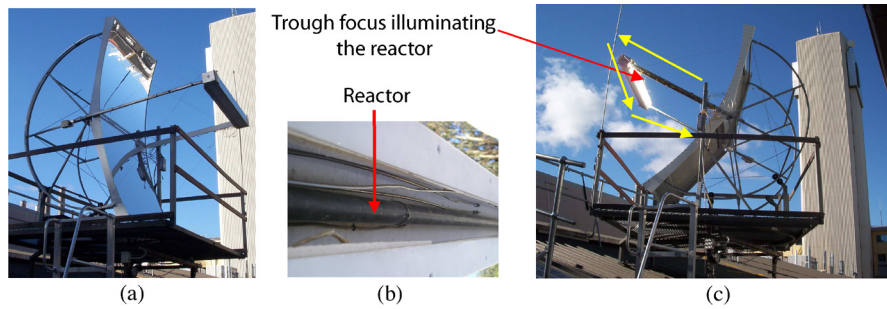 Trough focus illuminating
the reactor
Reactor
(a)
(b)
(c)